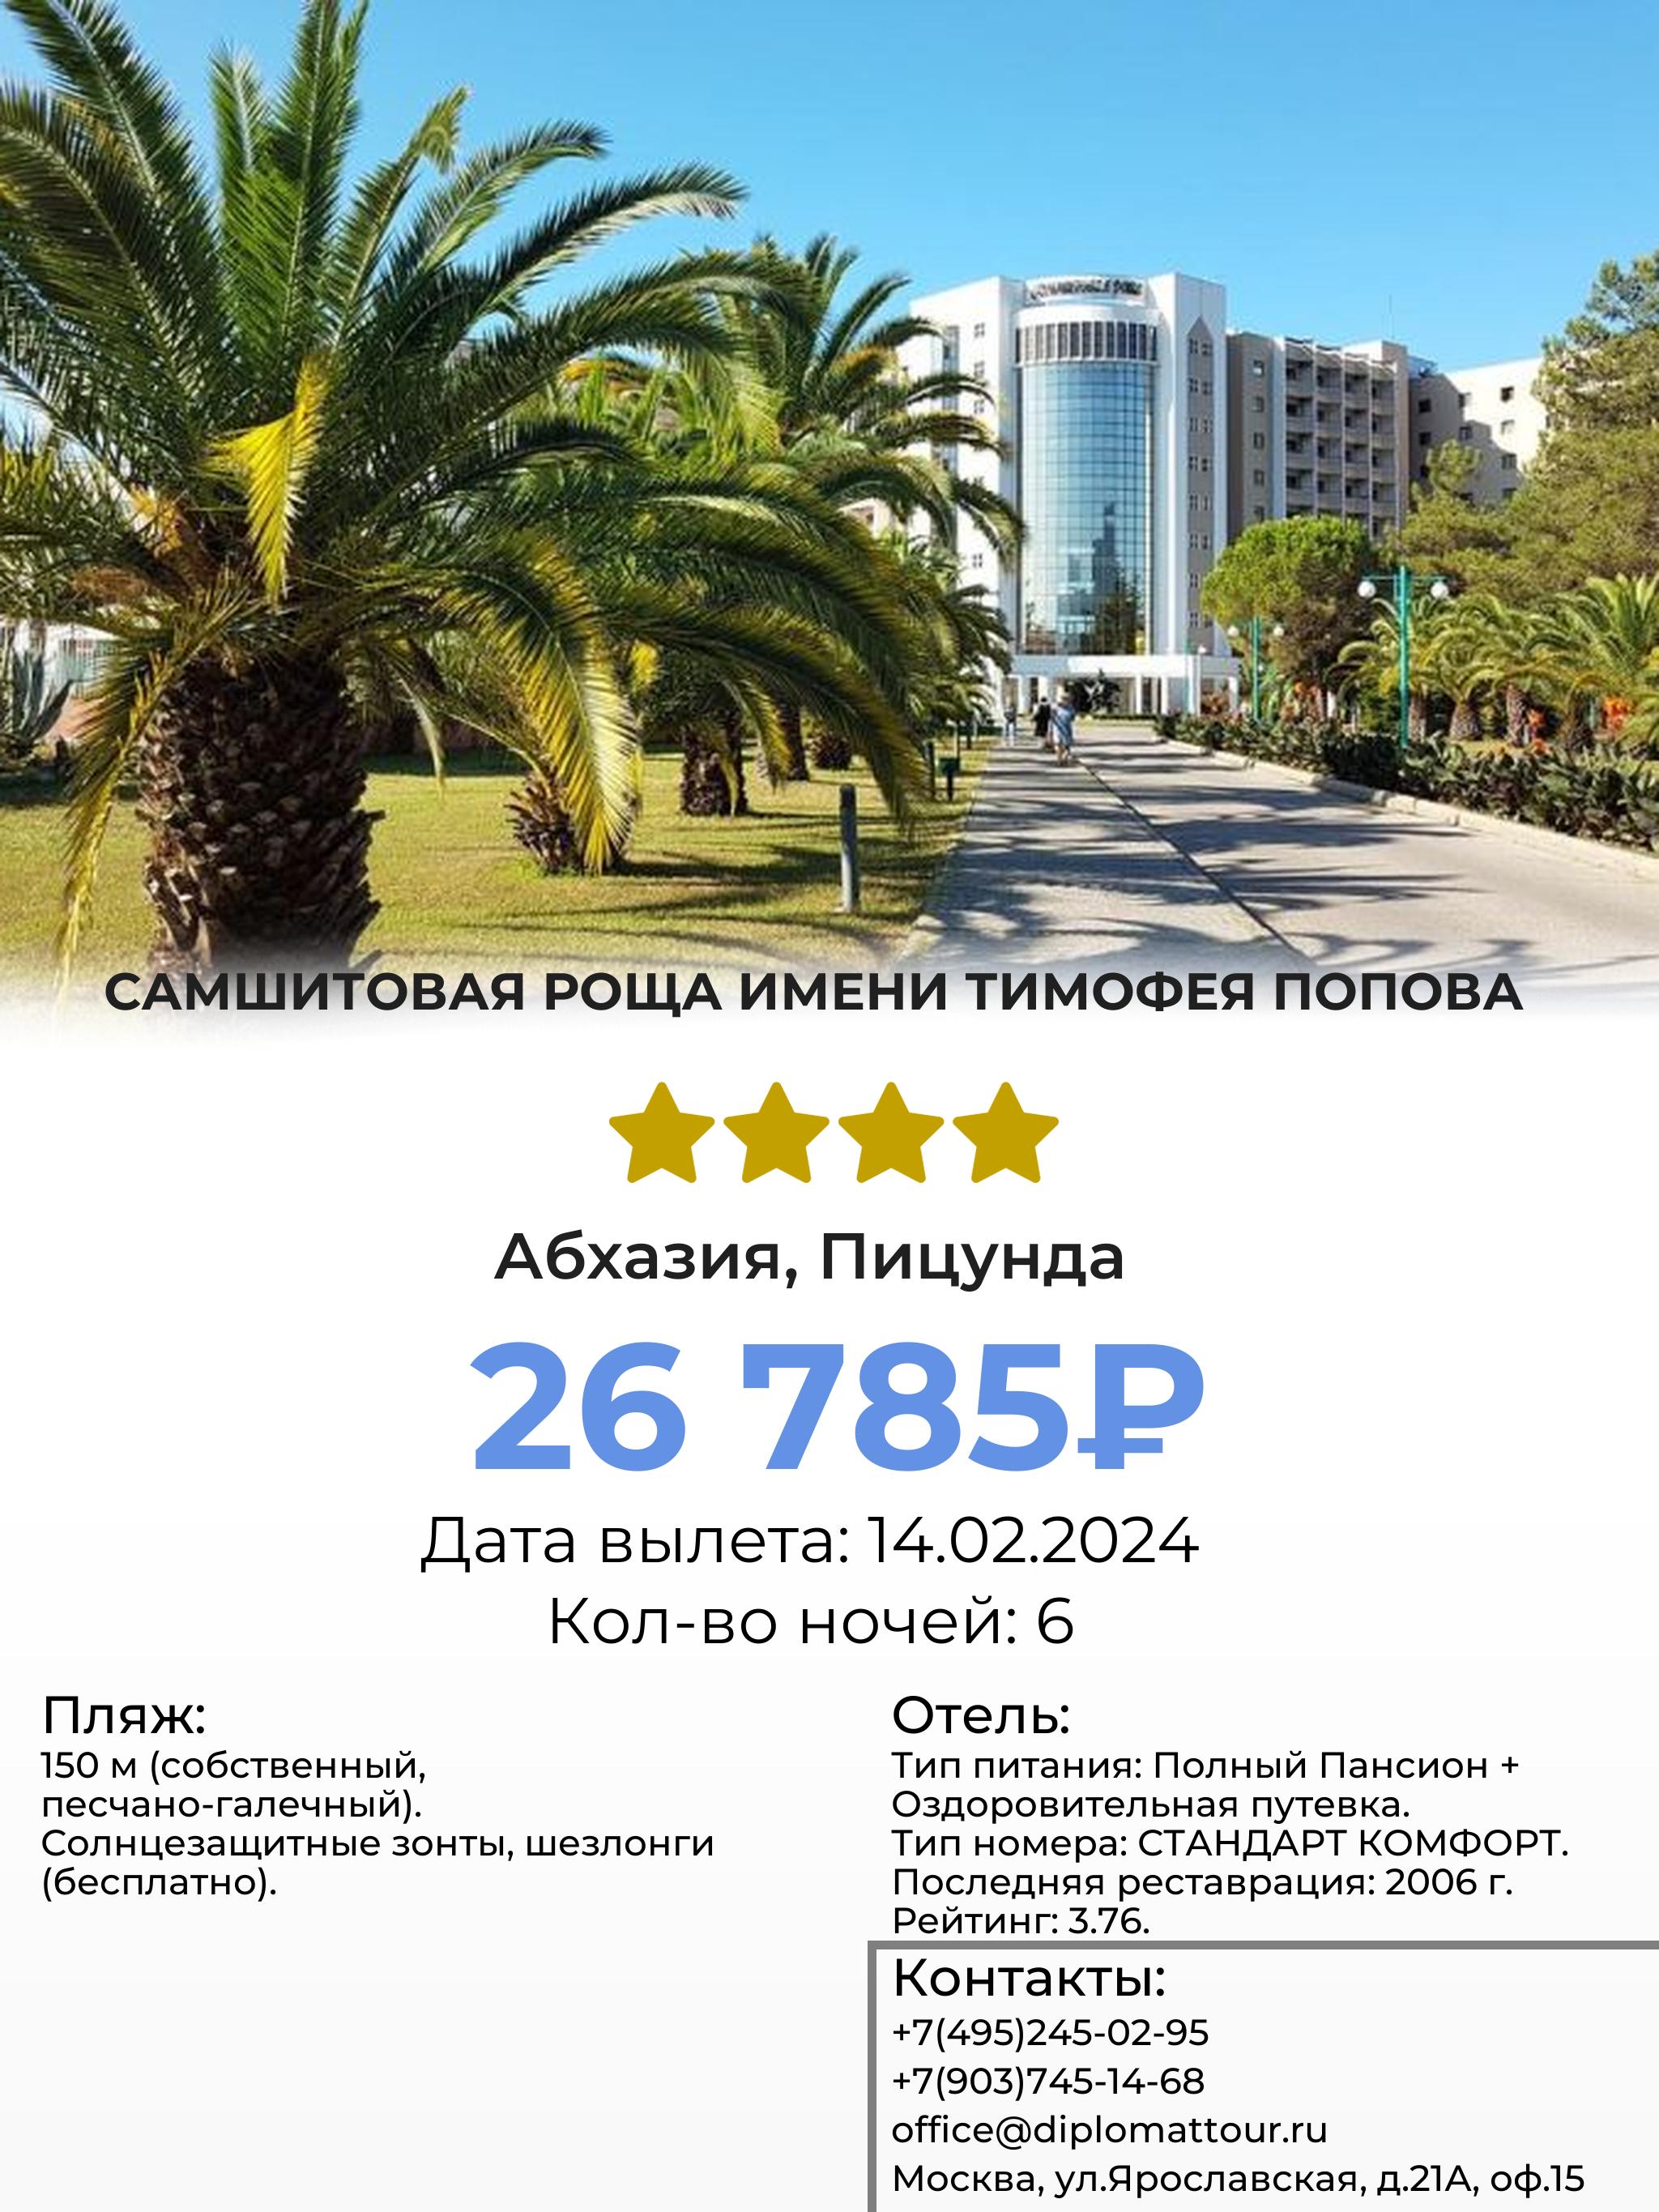 САМШИТОВАЯ РОЩА ИМЕНИ ТИМОФЕЯ ПОПОВА
Абхазия, Пицунда
26 785₽
Дата вылета: 14.02.2024
Кол-во ночей: 6
Пляж:
150 м (собственный,
песчано-галечный).
Солнцезащитные зонты, шезлонги
(бесплатно).
Отель:
Тип питания: Полный Пансион +
Оздоровительная путевка.
Тип номера: СТАНДАРТ КОМФОРТ.
Последняя реставрация: 2006 г.
Рейтинг: 3.76.
Контакты:
+7(495)245-02-95
+7(903)745-14-68
office@diplomattour.ru
Москва, ул.Ярославская, д.21А, оф.15